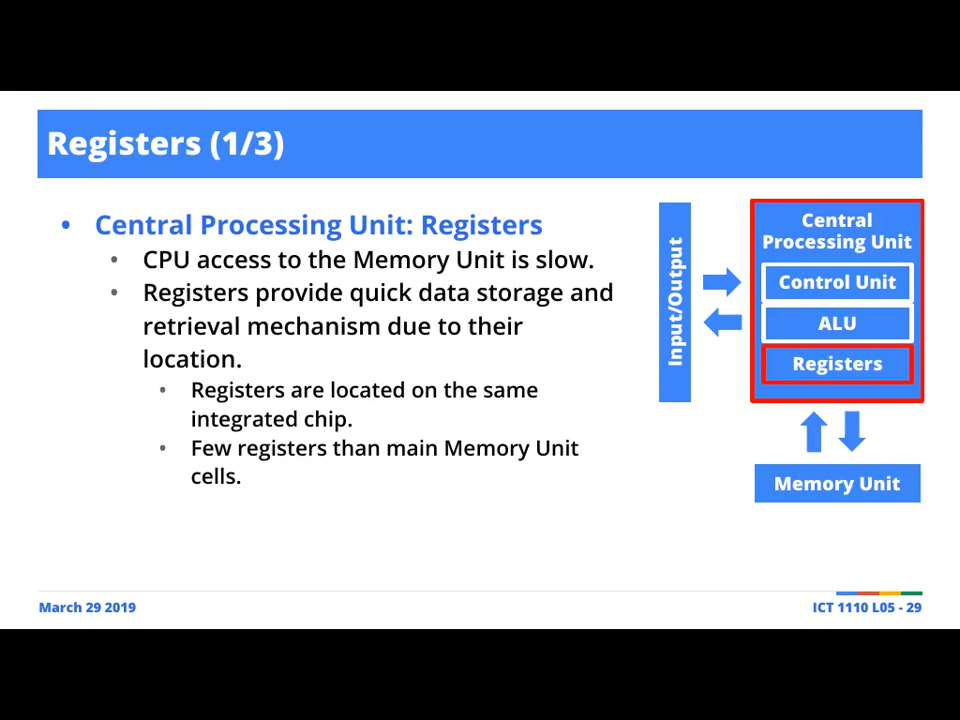 Registers (1/3)
• Central Processing Unit: Registers
• CPU access to the Memory Unit is slow.
• Registers provide quick data storage and
retrieval mechanism due to their
location.
• Registers are located on the same
integrated chip.
• Few registers than main Memory Unit
cells.
Input/Output
Central
Processing Unit
Control Unit
ALU
Registers
Memory Unit
March 29 2019
ICT 1110 L05 - 29